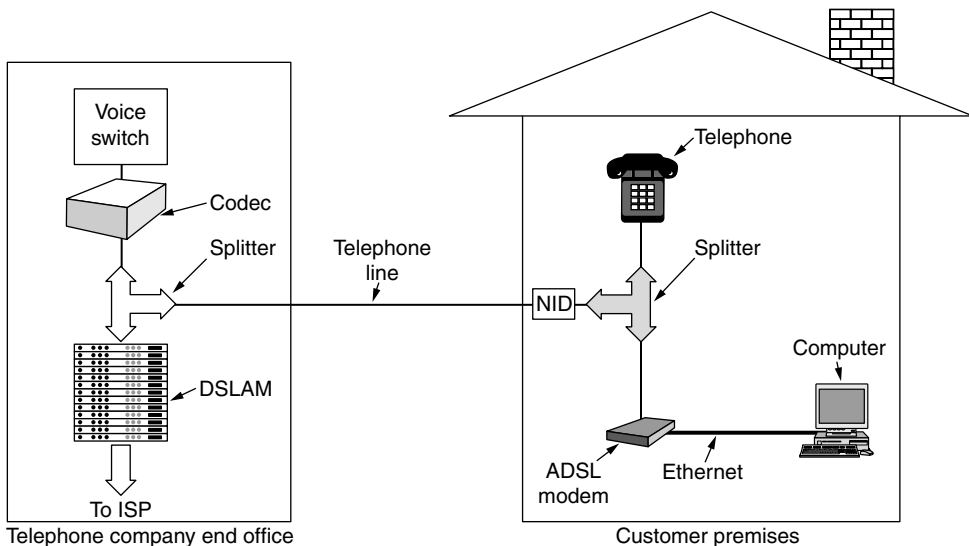 Voice
switch
Codec
Splitter
DSLAM
To ISP
Telephone company end office
Telephone
line
NID
Telephone
Splitter
Computer
ADSL
modem
Ethernet
Customer premises